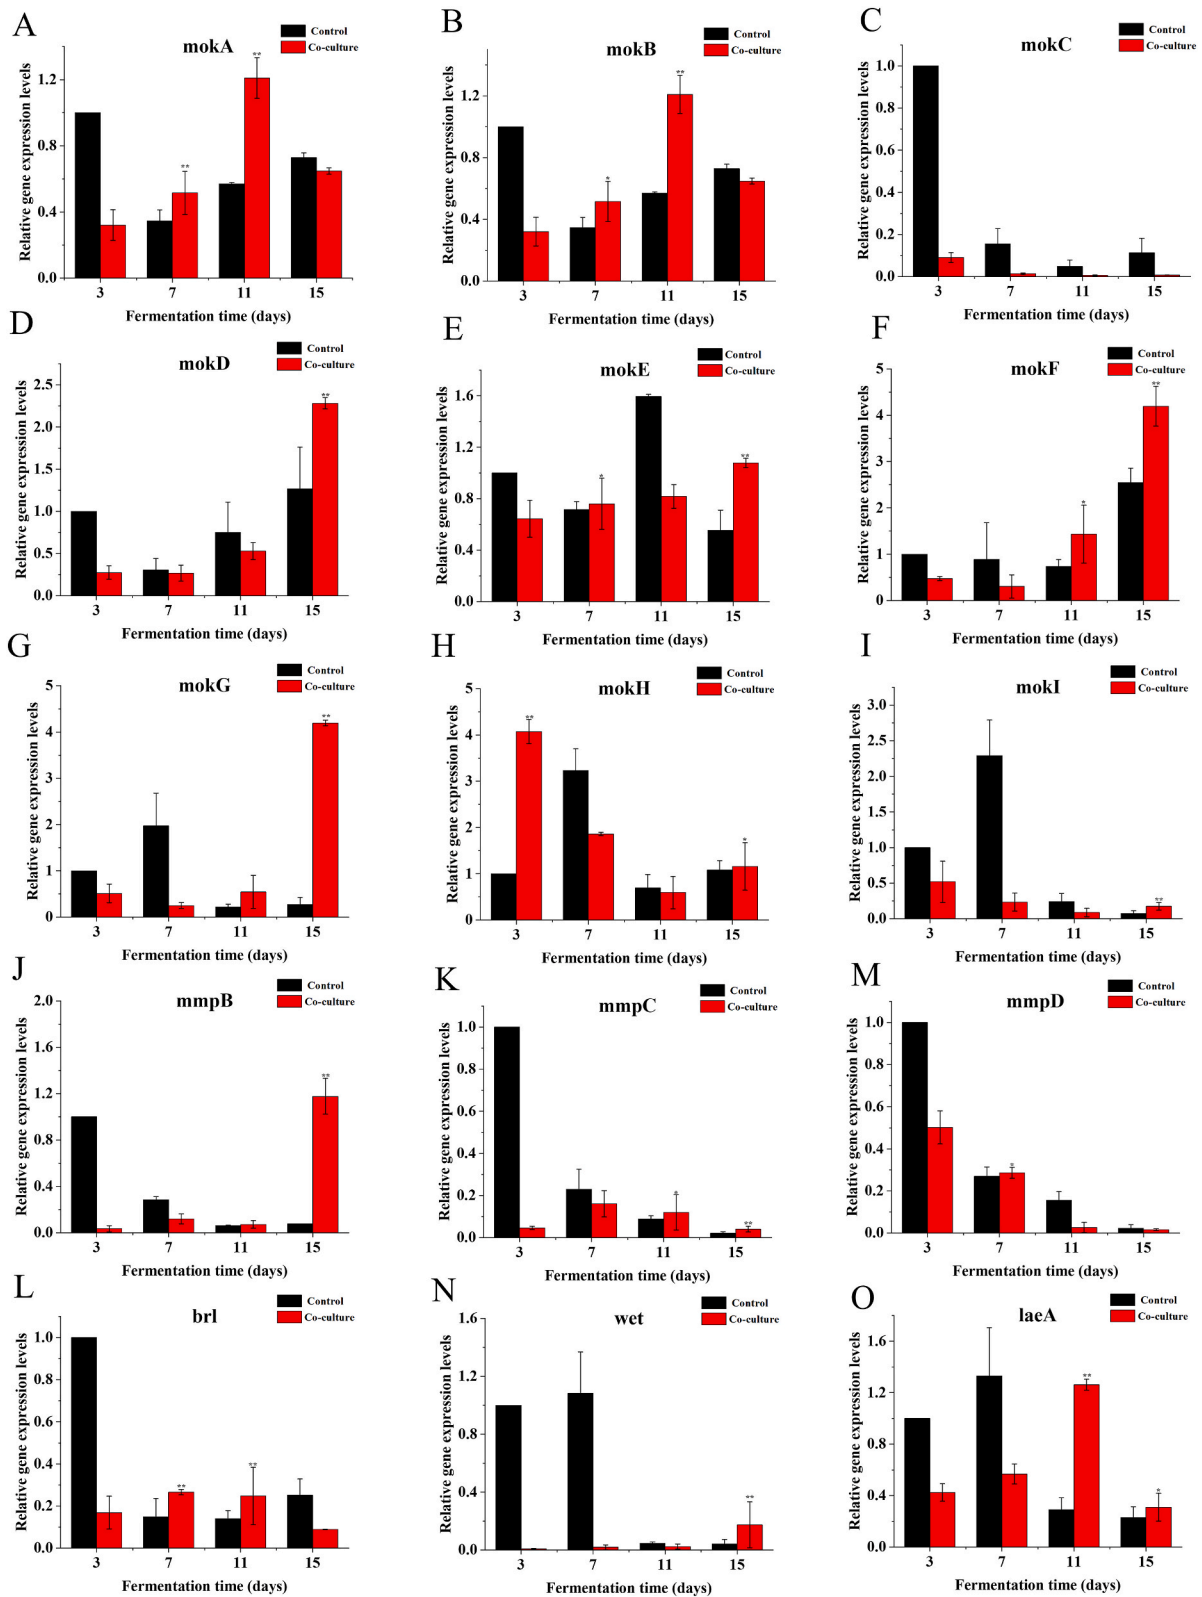 A
mokA
Control
Co-culture
Relative gene expression levels
1.2
0.8
0.4
0.0
**
**
3 7 11 15
Fermentation time (days)
B
mokB
Control
Co-culture
Relative gene expression levels
1.2
0.8
0.4
0.0
*
**
3 7 11 15
Fermentation time (days)
C
mokC
Control
Co-culture
Relative gene expression levels
1.0
0.8
0.6
0.4
0.2
0.0
3 7 11 15
Fermentation time (days)
D
mokD
Control
Co-culture
Relative gene expression levels
2.5
2.0
1.5
1.0
0.5
0.0
**
3 7 11 15
Fermentation time (days)
E
mokE
Control
Co-culture
Relative gene expression levels
1.6
1.2
0.8
0.4
0.0
*
**
3 7 11 15
Fermentation time (days)
F
mokF
Control
Co-culture
Relative gene expression levels
5
4
3
2
1
0
*
**
3 7 11 15
Fermentation time (days)
G
mokG
Control
Co-culture
Relative gene expression levels
5
4
3
2
1
0
**
3 7 11 15
Fermentation time (days)
H
mokH
Control
Co-culture
Relative gene expression levels
5
4
3
2
1
0
**
*
3 7 11 15
Fermentation time (days)
I
mokI
Control
Co-culture
Relative gene expression levels
3.0
2.5
2.0
1.5
1.0
0.5
0.0
**
3 7 11 15
Fermentation time (days)
J
mmpB
Control
Co-culture
Relative gene expression levels
2.0
1.6
1.2
0.8
0.4
0.0
**
3 7 11 15
Fermentation time (days)
K
mmpC
Control
Co-culture
Relative gene expression levels
1.0
0.8
0.6
0.4
0.2
0.0
*
**
3 7 11 15
Fermentation time (days)
M
mmpD
Control
Co-culture
Relative gene expression levels
1.0
0.8
0.6
0.4
0.2
0.0
*
3 7 11 15
Fermentation time (days)
L
brl
Control
Co-culture
Relative gene expression levels
1.0
0.8
0.6
0.4
0.2
0.0
**
**
3 7 11 15
Fermentation time (days)
N
wet
Control
Co-culture
Relative gene expression levels
1.6
1.2
0.8
0.4
0.0
**
3 7 11 15
Fermentation time (days)
O
laeA
Control
Co-culture
Relative gene expression levels
1.6
1.2
0.8
0.4
0.0
**
*
3 7 11 15
Fermentation time (days)